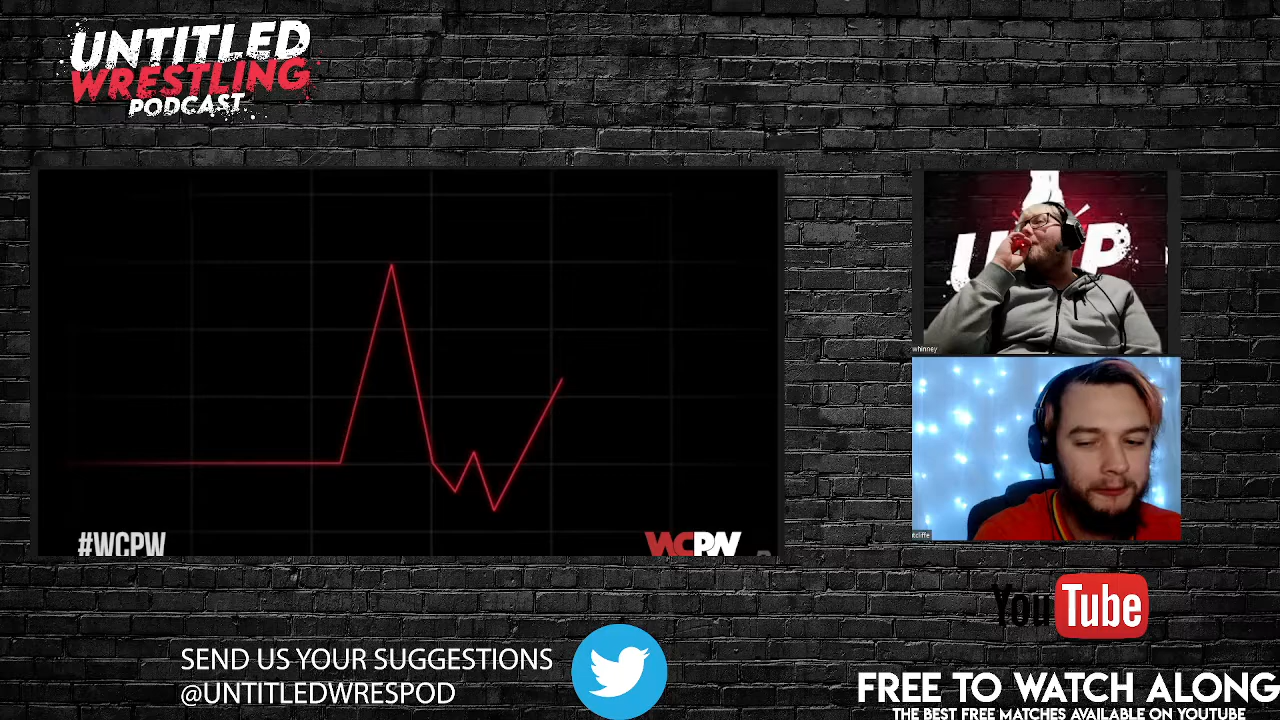 UNTITLED
WRESTLING
PODCAST
whinney
#WCPW
WCPW
YouTube
SEND US YOUR SUGGESTIONS
@UNTITLEDWRESPOD
FREE TO WATCH ALONG
THE BEST FREE MATCHES AVAILABLE ON YOUTUBE